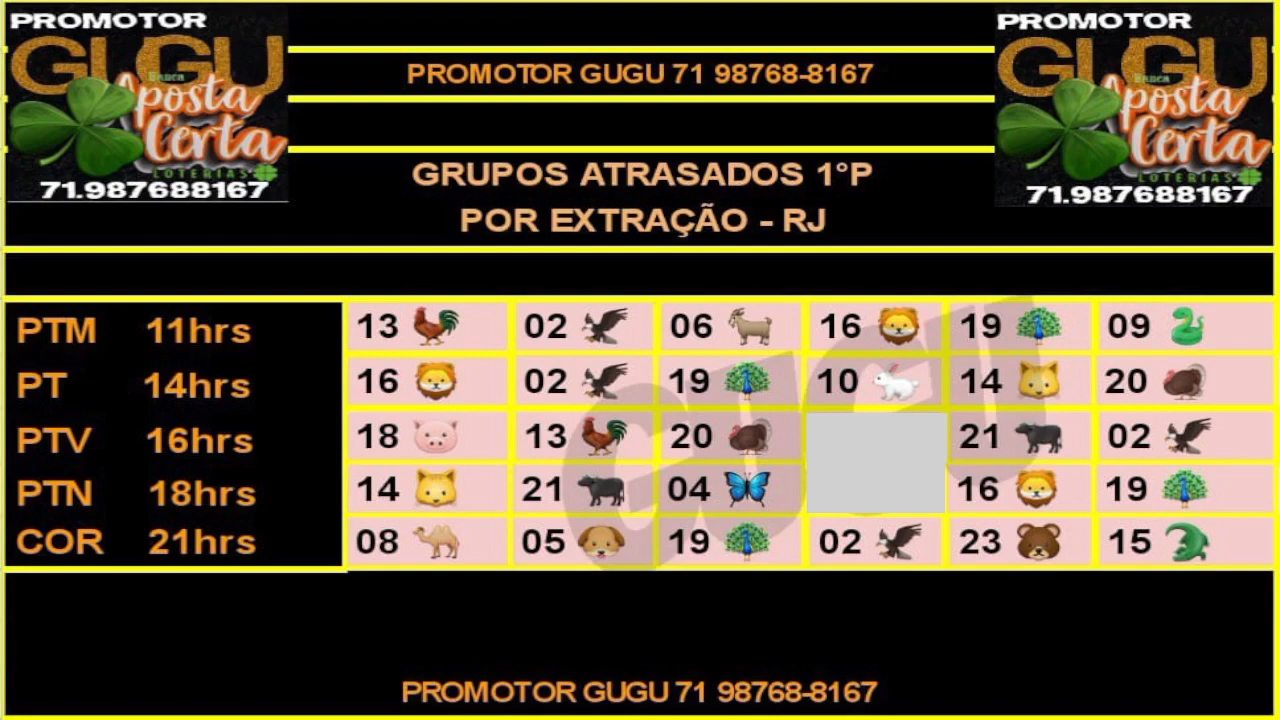 PROMOTOR
GUGU
Banca
Aposta
Certa
LOTERIAS
71.987688167
PROMOTOR GUGU 71 98768-8167
PROMOTOR
GUGU
Banca
Aposta
Certa
LOTERIAS
71.987688167
GRUPOS ATRASADOS 1°P
POR EXTRAÇÃO - RJ
PTM 11hrs 13 02 06 16 19 09
PT 14hrs 16 02 19 10 14 20
PTV 16hrs 18 13 20 21 02
PTN 18hrs 14 21 04 16 19
COR 21hrs 08 05 19 02 23 15
GUGU
PROMOTOR GUGU 71 98768-8167